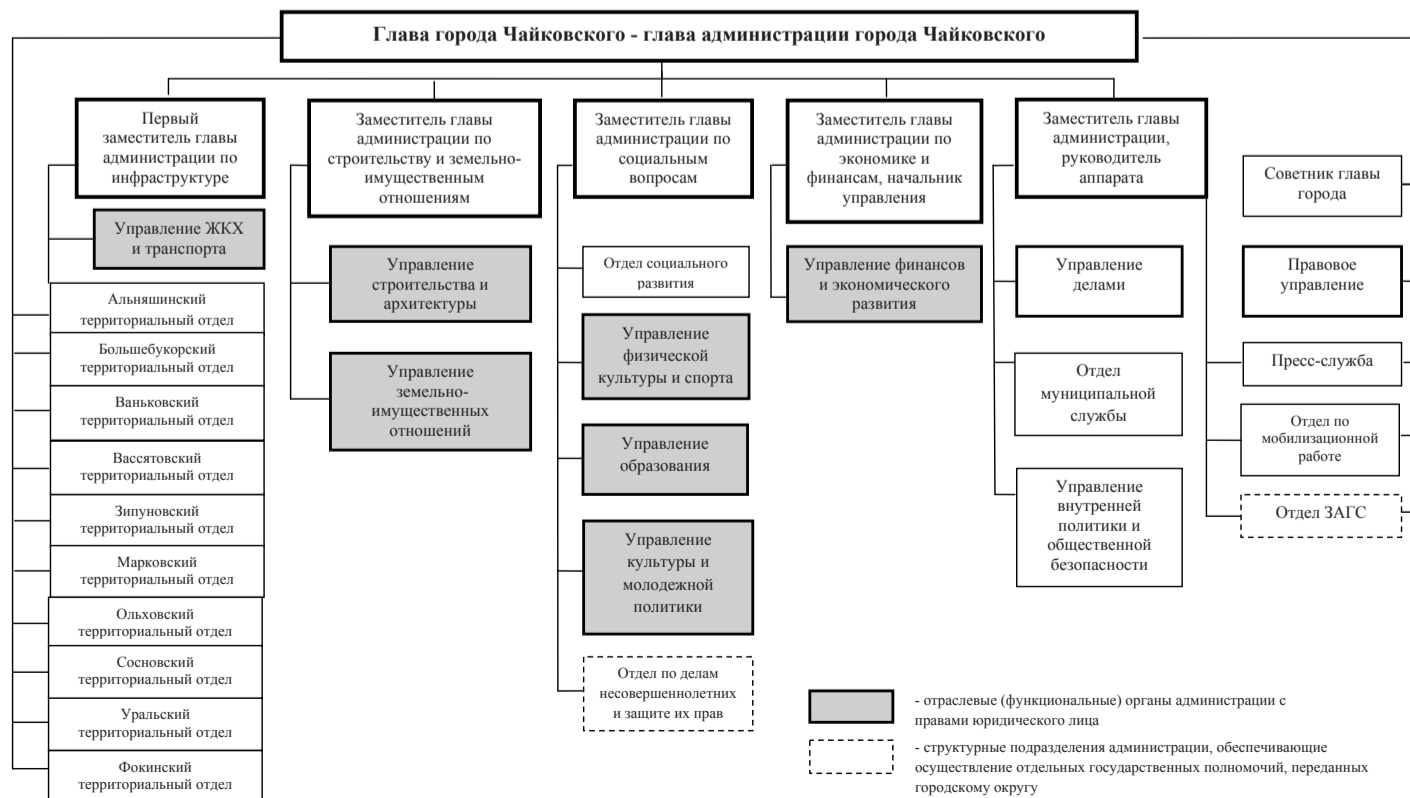 Глава города Чайковского - глава администрации города Чайковского
Первый
заместитель главы
администрации по
инфраструктуре
Управление ЖКХ
и транспорта
Альняшинский
территориальный отдел
Большебукорский
территориальный отдел
Ваньковский
территориальный отдел
Вассятовский
территориальный отдел
Зипуновский
территориальный отдел
Марковский
территориальный отдел
Ольховский
территориальный отдел
Сосновский
территориальный отдел
Уральский
территориальный отдел
Фокинский
территориальный отдел
Заместитель главы
администрации по
строительству и земельно-
имущественным
отношениям
Управление
строительства и
архитектуры
Управление
земельно-
имущественных
отношений
Заместитель главы
администрации по
социальным
вопросам
Отдел социального
развития
Управление
физической
культуры и спорта
Управление
образования
Управление
культуры и
молодежной
политики
Отдел по делам
несовершеннолетних
и защите их прав
Заместитель главы
администрации по
экономике и
финансам, начальник
управления
Управление финансов
и экономического
развития
Заместитель главы
администрации,
руководитель
аппарата
Управление
делами
Отдел
муниципальной
службы
Управление
внутренней
политики и
общественной
безопасности
Советник главы
города
Правовое
управление
Пресс-служба
Отдел по
мобилизационной
работе
Отдел ЗАГС
- отраслевые (функциональные) органы администрации с
правами юридического лица
- структурные подразделения администрации, обеспечивающие
осуществление отдельных государственных полномочий, переданных
городскому округу